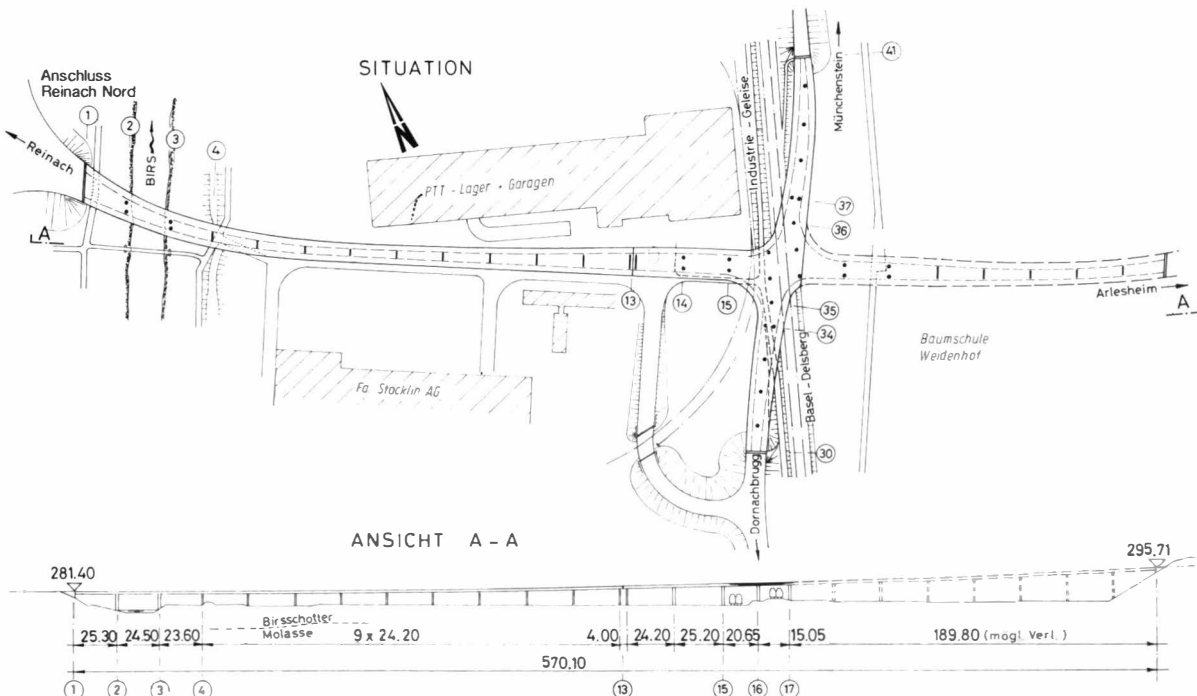 SITUATION
Anschluss
Reinach Nord
1
2
3
4
BIRS
Reinach
A
N
PTT - Lager + Garagen
Industrie - Geleise
Münchenstein
41
37
36
13
14
15
35
34
Arlesheim
A
Baumschule
Weidenhof
Basel - Delsberg
Fa. Stöcklin AG
30
Dornachbrugg
ANSICHT A - A
281.40
295.71
Birsschotter
Molasse
25.30 24.50 23.60 9 x 24.20 4.00 24.20 25.20 20.65 15.05 189.80 (mögl. Verl.)
570.10
1 2 3 4 13 15 16 17